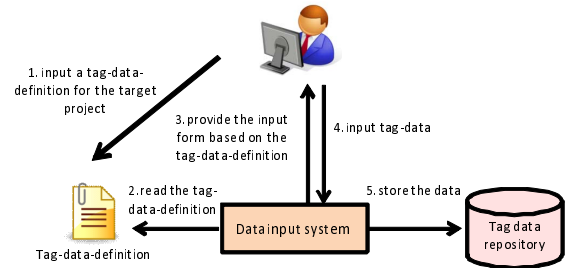 1. input a tag-data-
definition for the target
project
3. provide the input
form based on the
tag-data-definition
4. input tag-data
2. read the tag-
data-definition
5. store the data
Data input system
Tag data
repository
Tag-data-definition